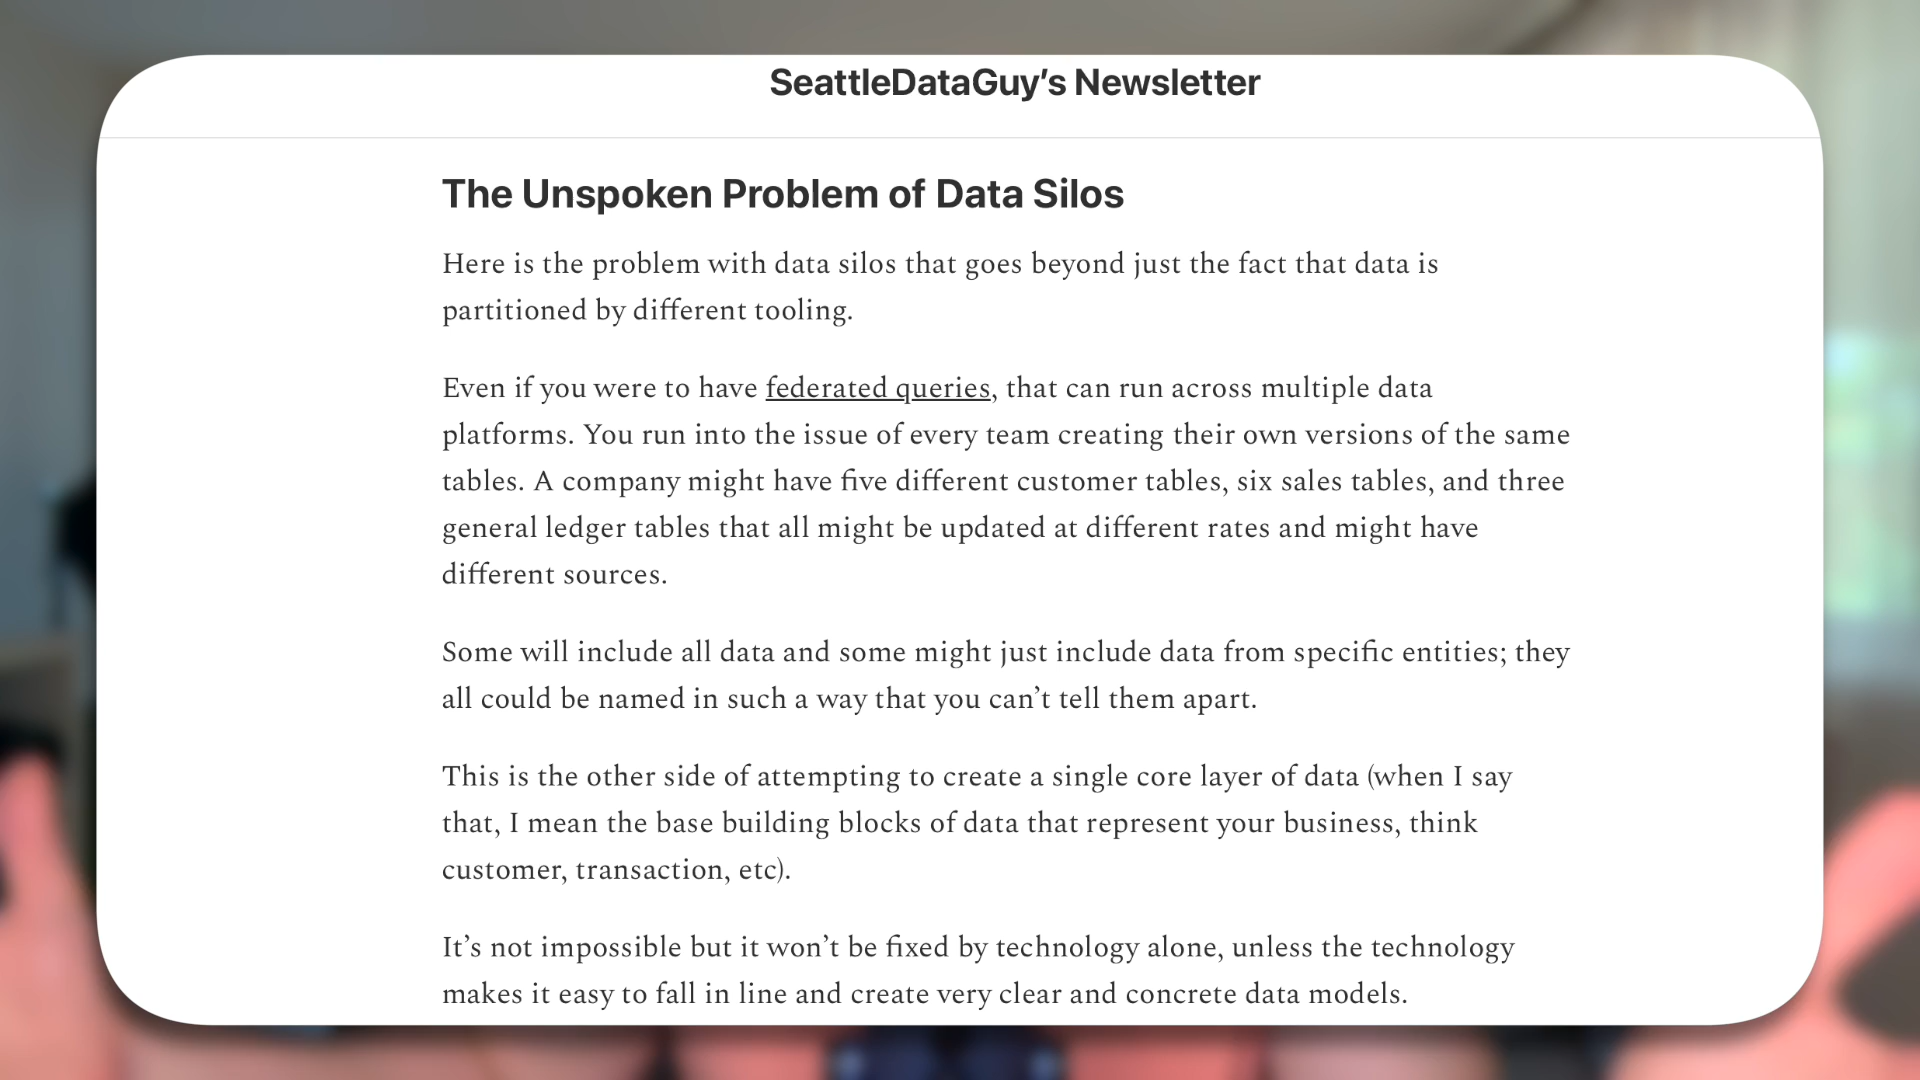 SeattleDataGuy's Newsletter
The Unspoken Problem of Data Silos
Here is the problem with data silos that goes beyond just the fact that data is
partitioned by different tooling.
Even if you were to have federated queries, that can run across multiple data
platforms. You run into the issue of every team creating their own versions of the same
tables. A company might have five different customer tables, six sales tables, and three
general ledger tables that all might be updated at different rates and might have
different sources.
Some will include all data and some might just include data from specific entities; they
all could be named in such a way that you can’t tell them apart.
This is the other side of attempting to create a single core layer of data (when I say
that, I mean the base building blocks of data that represent your business, think
customer, transaction, etc).
It’s not impossible but it won’t be fixed by technology alone, unless the technology
makes it easy to fall in line and create very clear and concrete data models.